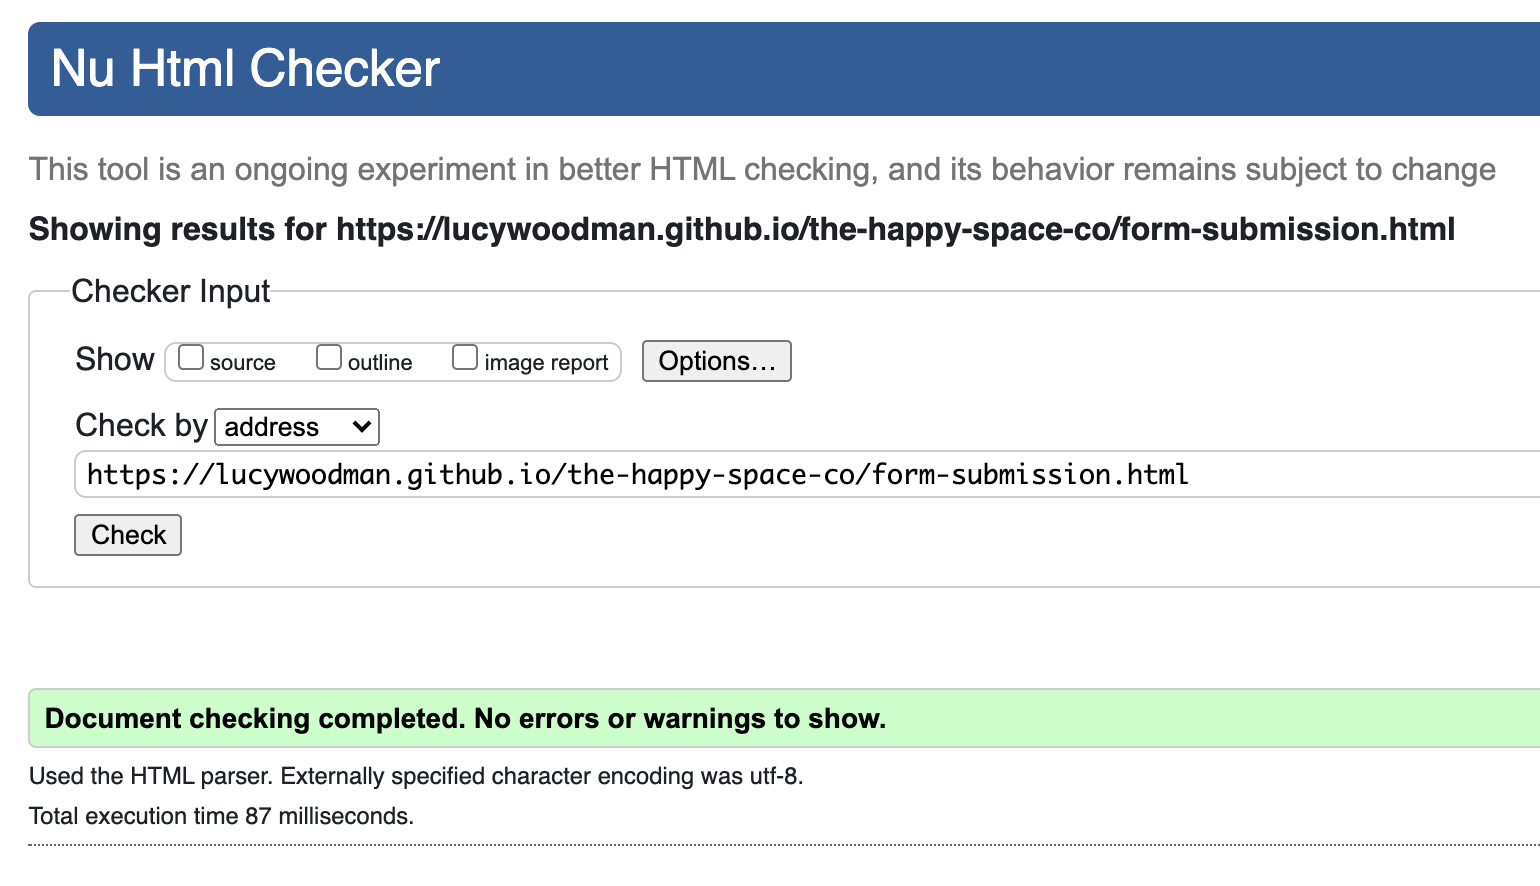 Nu Html Checker
This tool is an ongoing experiment in better HTML checking, and its behavior remains subject to change
Showing results for https://lucywoodman.github.io/the-happy-space-co/form-submission.html
Checker Input
Show source outline image report Options…
Check by address
https://lucywoodman.github.io/the-happy-space-co/form-submission.html
Check
Document checking completed. No errors or warnings to show.
Used the HTML parser. Externally specified character encoding was utf-8.
Total execution time 87 milliseconds.